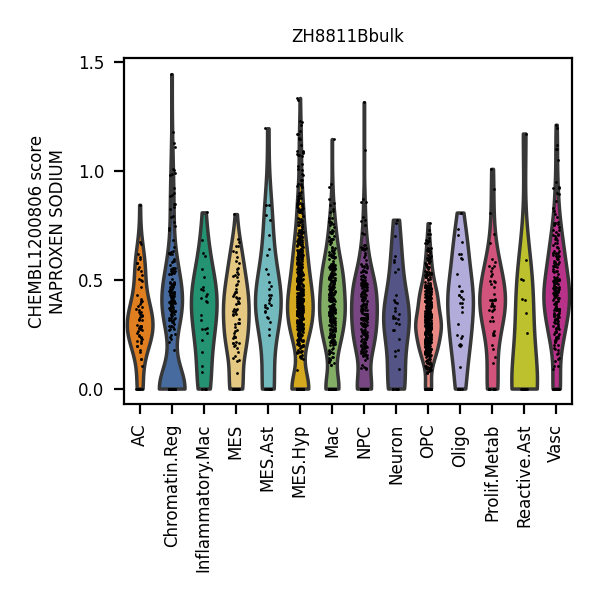 ZH8811Bbulk
CHEMBL1200806 score
NAPROXEN SODIUM
1.5
1.0
0.5
0.0
AC
Chromatin.Reg
Inflammatory.Mac
MES
MES.Ast
MES.Hyp
Mac
NPC
Neuron
OPC
Oligo
Prolif.Metab
Reactive.Ast
Vasc